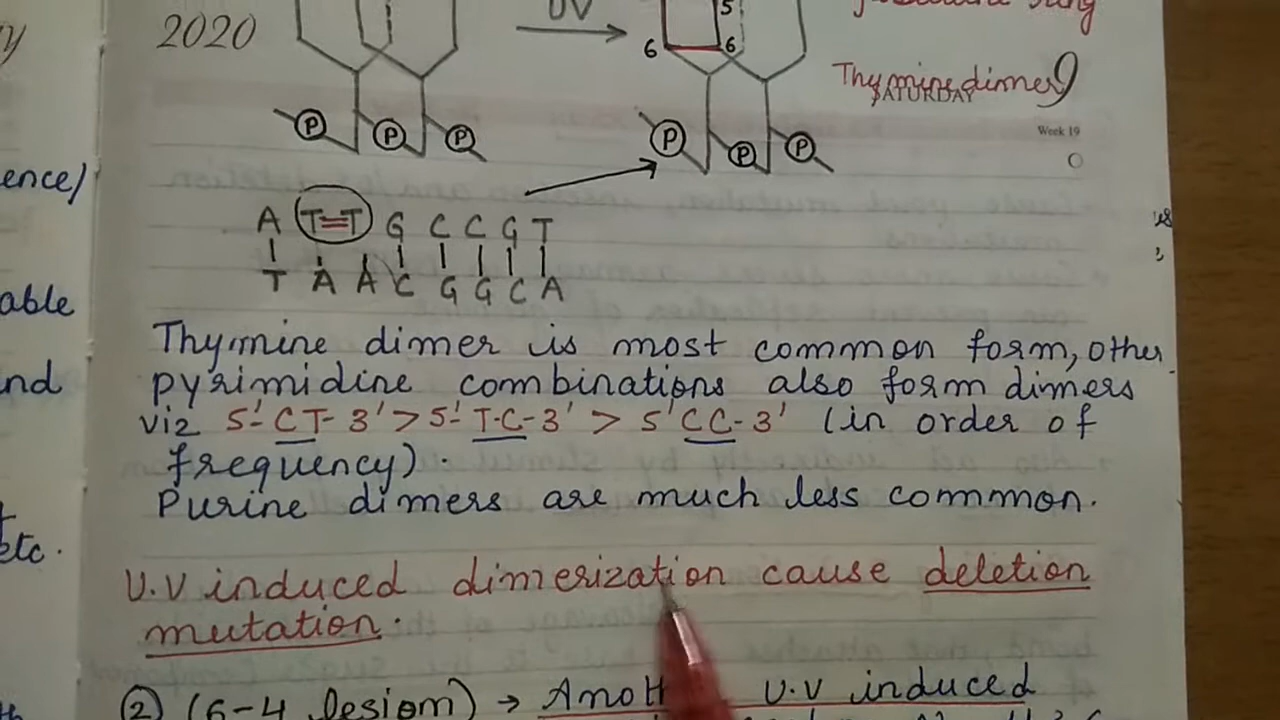 2020
UV
5
6
6
Thymine dimer
9
SATURDAY
Week 19
P P P
P P P
ence/
A T=T G C C G T
T A A C G G C A
able
Thymine dimer is most common form, other
nd
pyrimidine combinations also form dimers
viz 5'-CT-3' > 5'-T-C-3' > 5'CC-3' (in order of
frequency).
Purine dimers are much less common.
etc.
U.V induced dimerization cause deletion
mutation.
② (6-4 lesion) → U.V induced